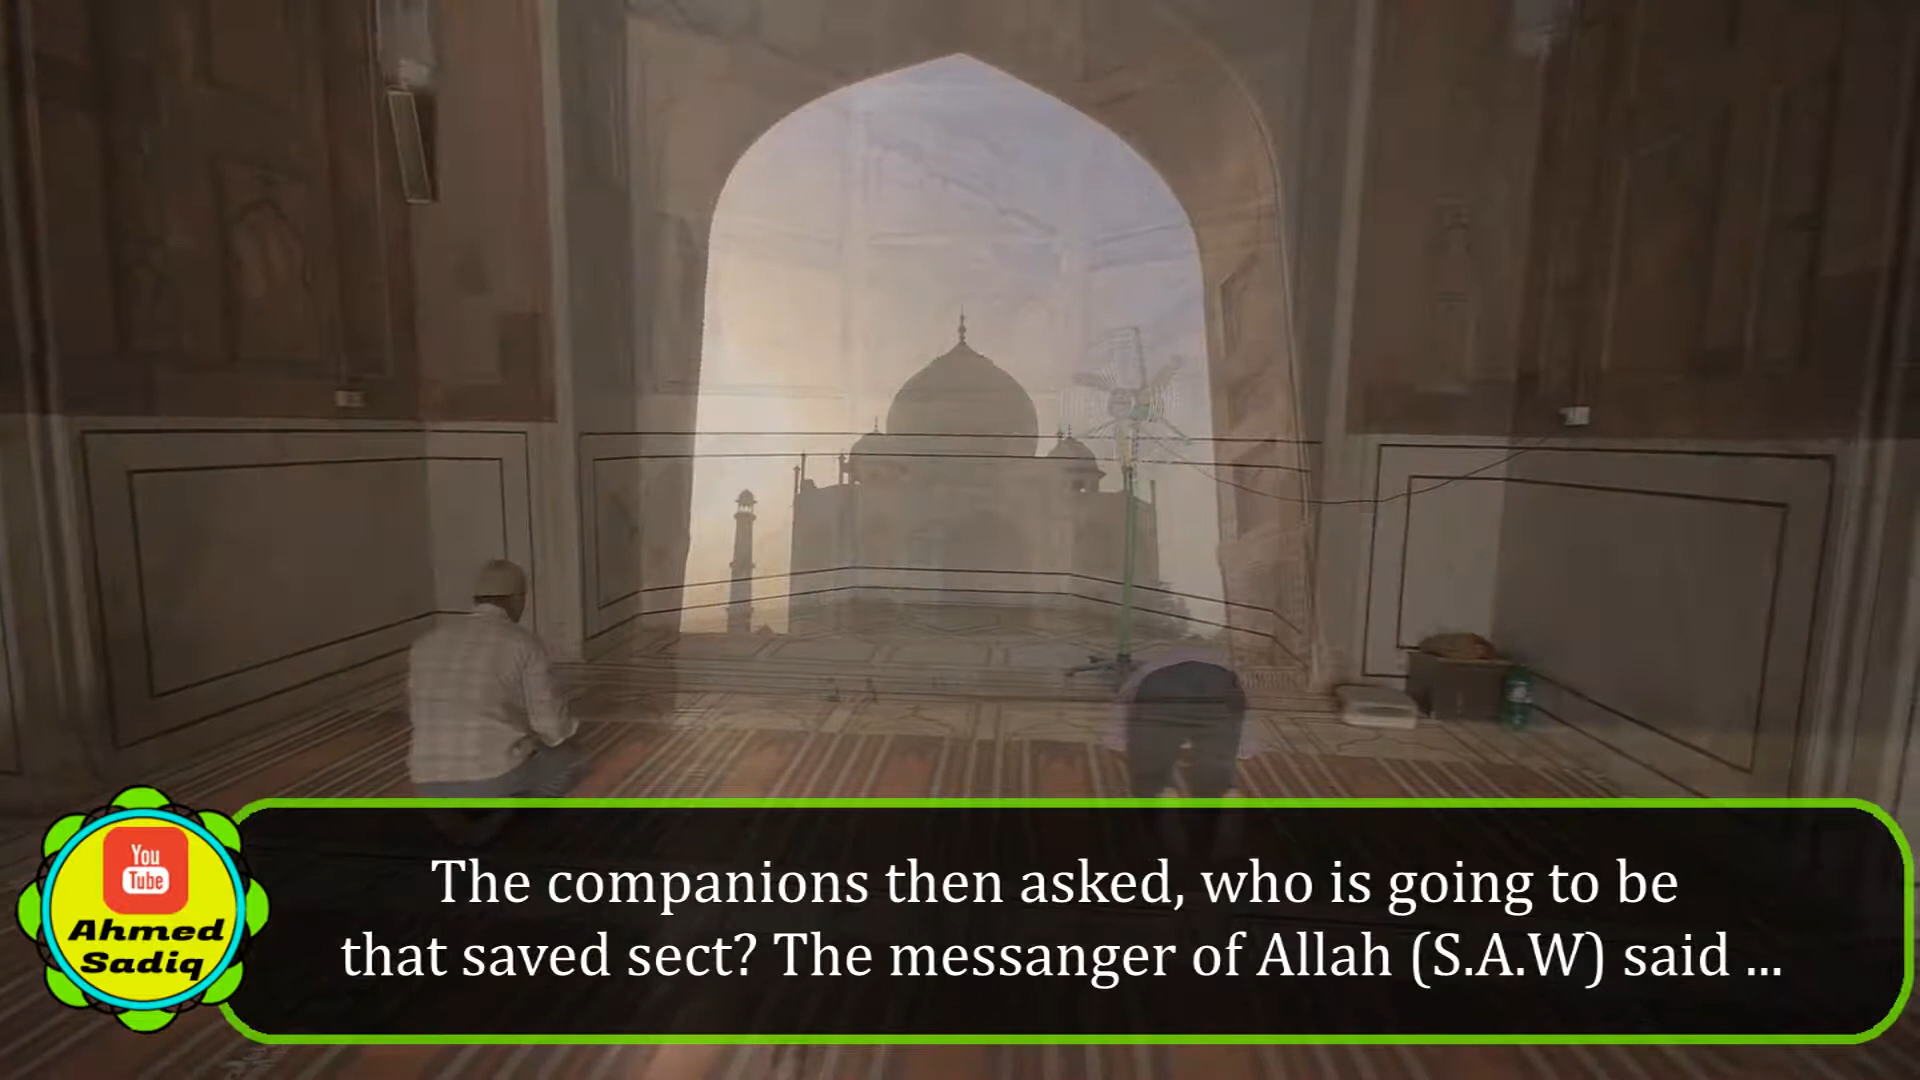 You
Tube
Ahmed
Sadiq
The companions then asked, who is going to be
that saved sect? The messanger of Allah (S.A.W) said ...